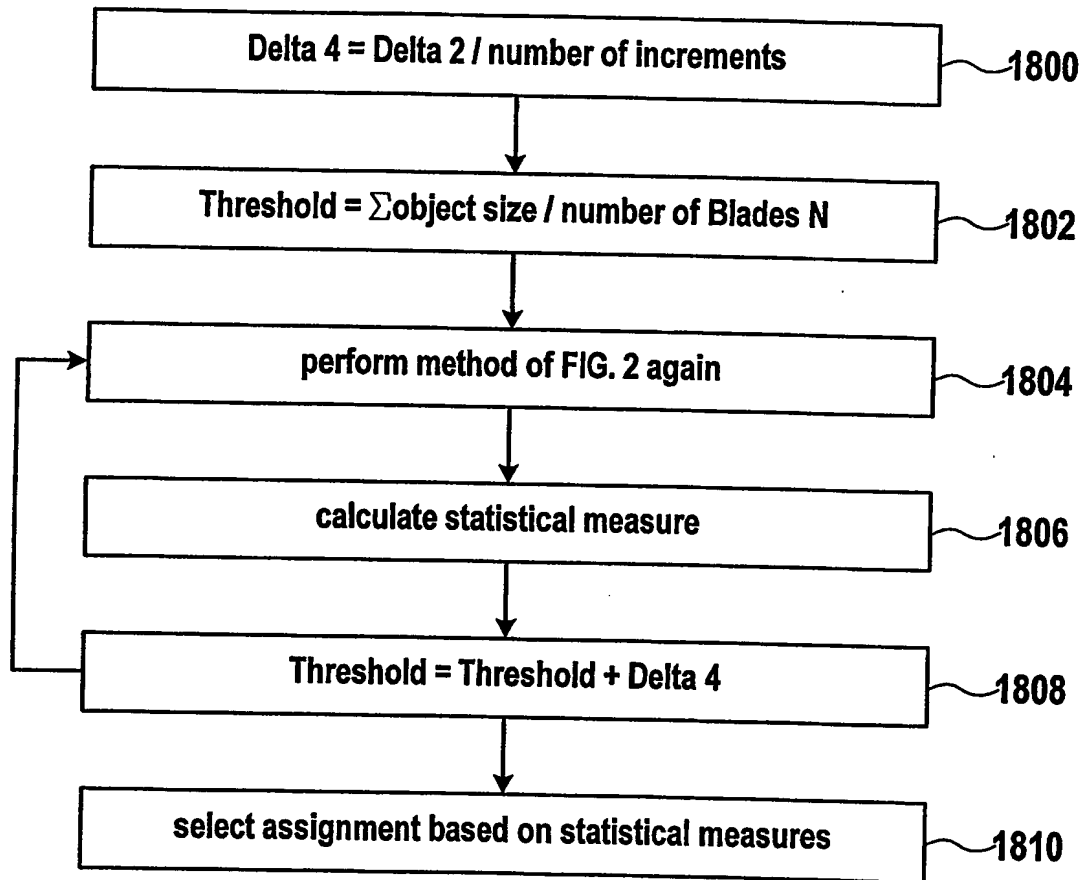 Delta 4 = Delta 2 / number of increments
1800
Threshold = Σobject size / number of Blades N
1802
perform method of FIG. 2 again
1804
calculate statistical measure
1806
Threshold = Threshold + Delta 4
1808
select assignment based on statistical measures
1810